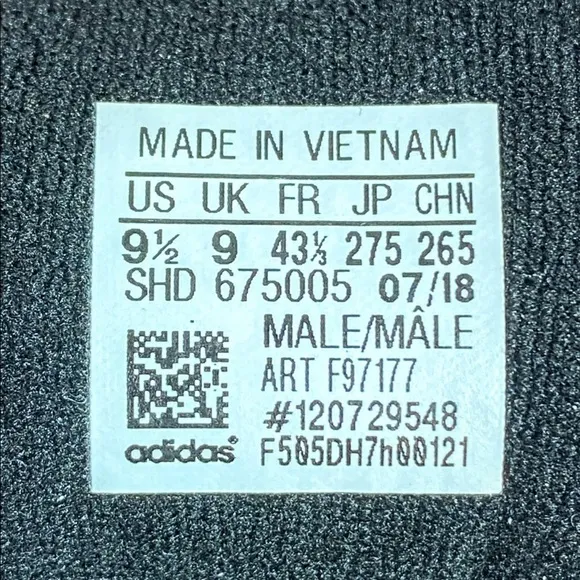 MADE IN VIETNAM
US UK FR JP CHN
9½ 9 43⅓ 275 265
SHD 675005 07/18
MALE/MÂLE
ART F97177
#120729548
adidas® F505DH7h00121